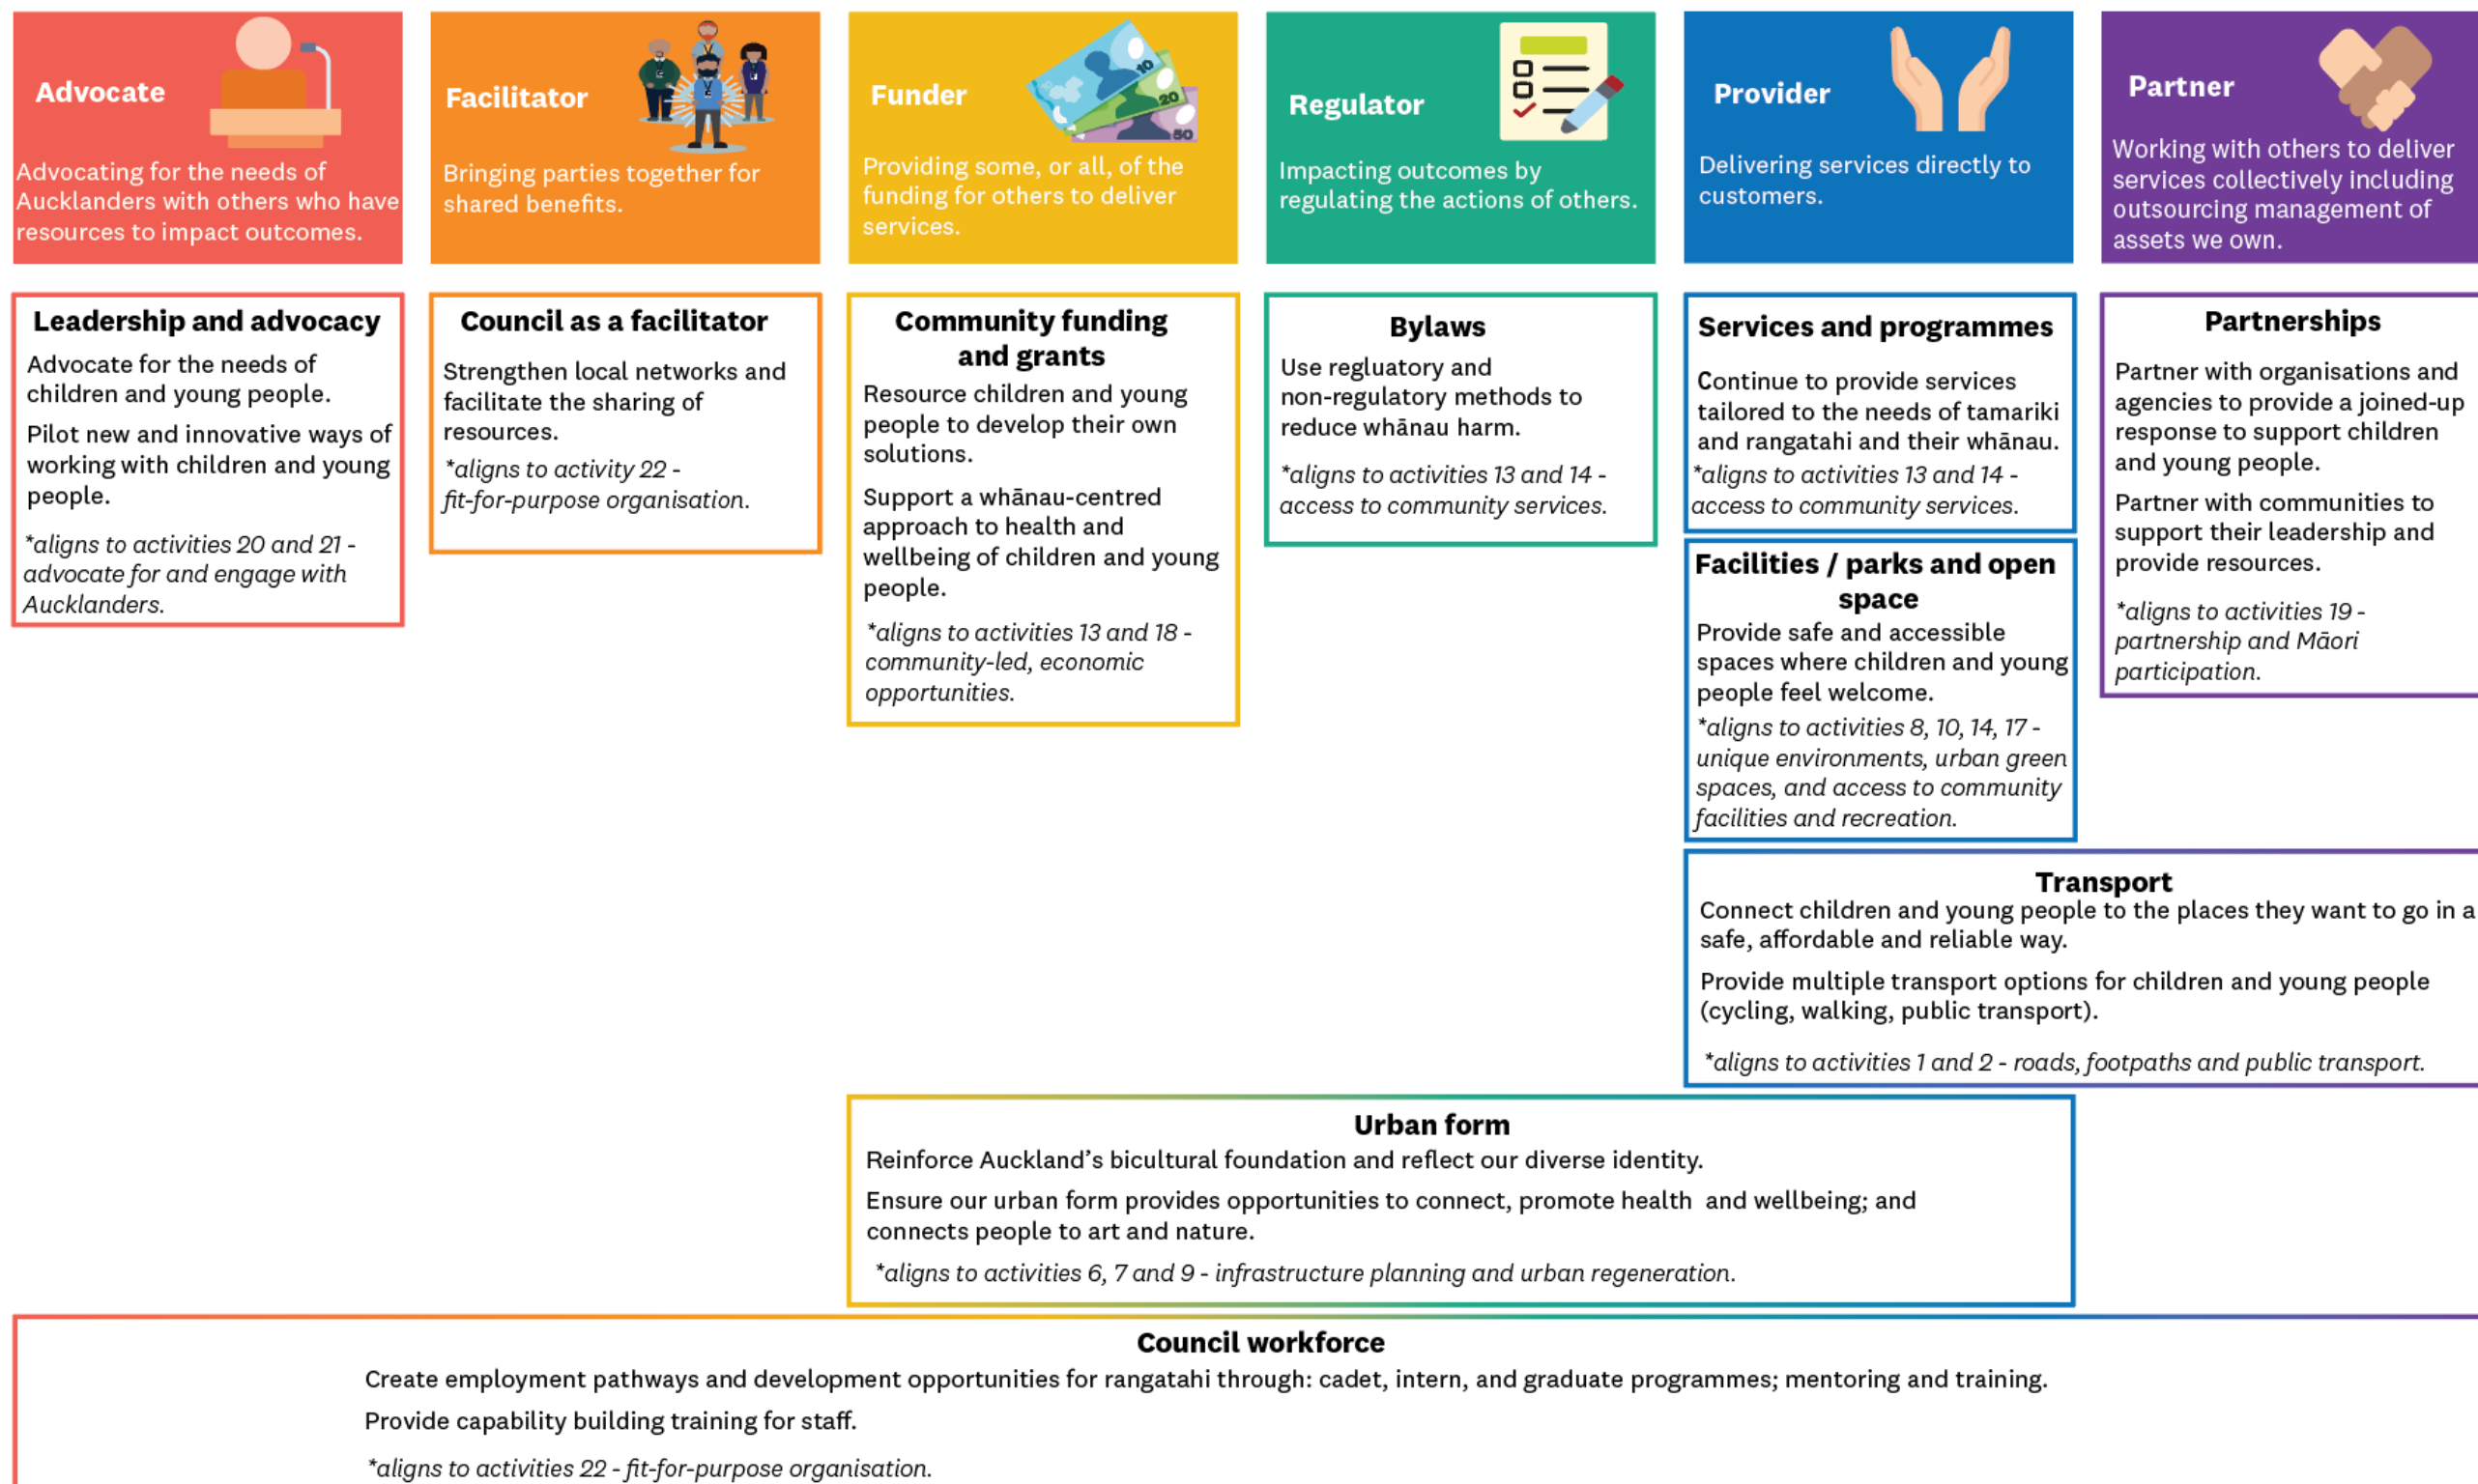 Advocate
Advocating for the needs of
Aucklanders with others who have
resources to impact outcomes.
Facilitator
Bringing parties together for
shared benefits.
Funder
10
20
50
Providing some, or all, of the
funding for others to deliver
services.
Regulator
Impacting outcomes by
regulating the actions of others.
Provider
Delivering services directly to
customers.
Partner
Working with others to deliver
services collectively including
outsourcing management of
assets we own.
Leadership and advocacy
Advocate for the needs of
children and young people.
Pilot new and innovative ways of
working with children and young
people.
*aligns to activities 20 and 21 -
advocate for and engage with
Aucklanders.
Council as a facilitator
Strengthen local networks and
facilitate the sharing of
resources.
*aligns to activity 22 -
fit-for-purpose organisation.
Community funding
and grants
Resource children and young
people to develop their own
solutions.
Support a whānau-centred
approach to health and
wellbeing of children and young
people.
*aligns to activities 13 and 18 -
community-led, economic
opportunities.
Bylaws
Use regluatory and
non-regulatory methods to
reduce whānau harm.
*aligns to activities 13 and 14 -
access to community services.
Services and programmes
Continue to provide services
tailored to the needs of tamariki
and rangatahi and their whānau.
*aligns to activities 13 and 14 -
access to community services.
Facilities / parks and open
space
Provide safe and accessible
spaces where children and young
people feel welcome.
*aligns to activities 8, 10, 14, 17 -
unique environments, urban green
spaces, and access to community
facilities and recreation.
Partnerships
Partner with organisations and
agencies to provide a joined-up
response to support children
and young people.
Partner with communities to
support their leadership and
provide resources.
*aligns to activities 19 -
partnership and Māori
participation.
Transport
Connect children and young people to the places they want to go in a
safe, affordable and reliable way.
Provide multiple transport options for children and young people
(cycling, walking, public transport).
*aligns to activities 1 and 2 - roads, footpaths and public transport.
Urban form
Reinforce Auckland's bicultural foundation and reflect our diverse identity.
Ensure our urban form provides opportunities to connect, promote health  and wellbeing; and
connects people to art and nature.
*aligns to activities 6, 7 and 9 - infrastructure planning and urban regeneration.
Council workforce
Create employment pathways and development opportunities for rangatahi through: cadet, intern, and graduate programmes; mentoring and training.
Provide capability building training for staff.
*aligns to activities 22 - fit-for-purpose organisation.